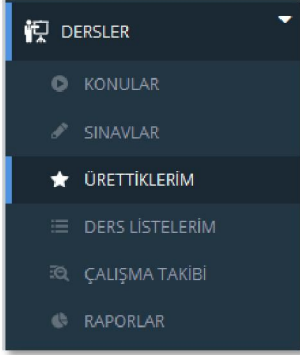 DERSLER
KONULAR
SINAVLAR
ÜRETTİKLERİM
DERS LİSTELERİM
ÇALIŞMA TAKİBİ
RAPORLAR